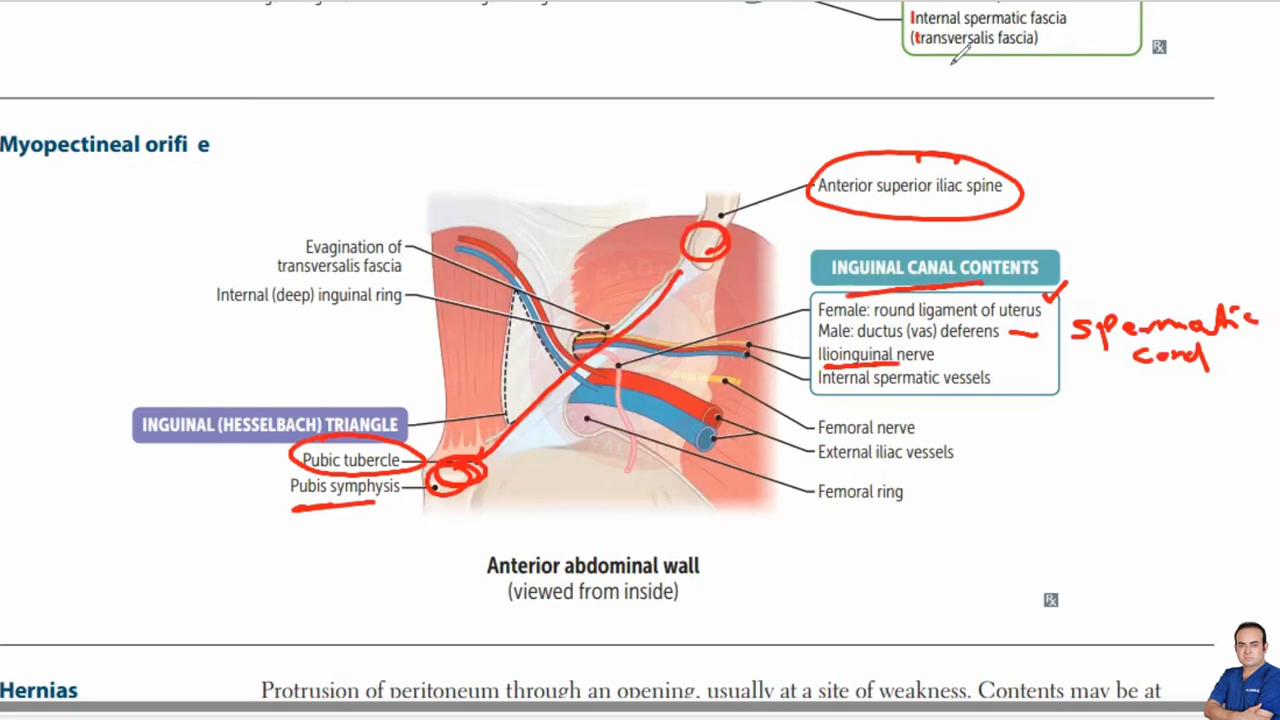 Internal spermatic fascia
(transversalis fascia)
Myopectineal orifi e
Anterior superior iliac spine
Evagination of
transversalis fascia
Internal (deep) inguinal ring
INGUINAL CANAL CONTENTS
Female: round ligament of uterus
Male: ductus (vas) deferens
Ilioinguinal nerve
Internal spermatic vessels
spermatic
cord
INGUINAL (HESSELBACH) TRIANGLE
Pubic tubercle
Pubis symphysis
Femoral nerve
External iliac vessels
Femoral ring
Anterior abdominal wall
(viewed from inside)
Hernias
Protrusion of peritoneum through an opening, usually at a site of weakness. Contents may be at